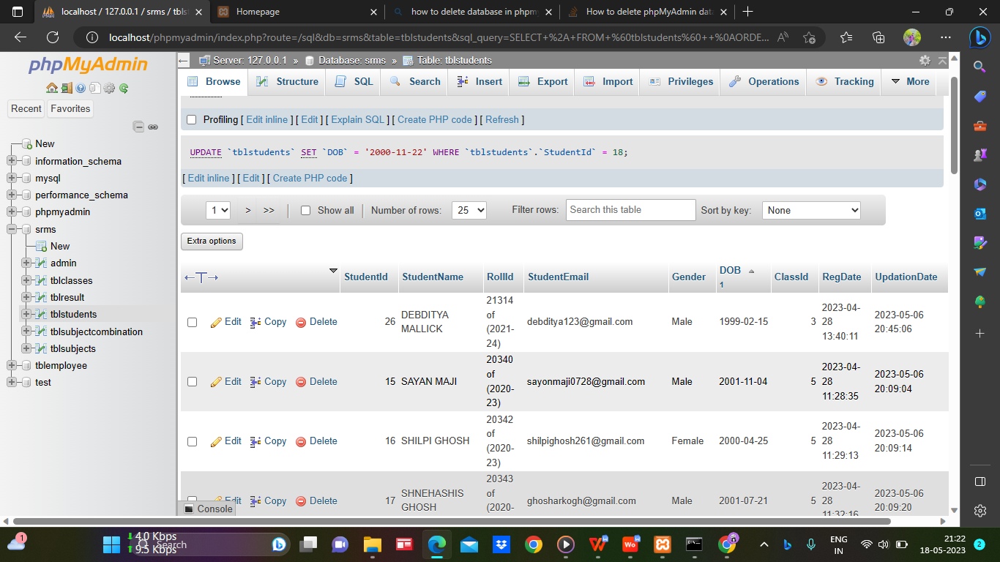 localhost / 127.0.0.1 / srms / tbls
Homepage
how to delete database in phpmy
How to delete phpMyAdmin data
localhost/phpmyadmin/index.php?route=/sql&db=srms&table=tblstudents&sql_query=SELECT+%2A+FROM+%60tblstudents%60++%0AORDE...
phpMyAdmin
Recent Favorites
New
information_schema
mysql
performance_schema
phpmyadmin
srms
New
admin
tblclasses
tblresult
tblstudents
tblsubjectcombination
tblsubjects
tblemployee
test
Server: 127.0.0.1 » Database: srms » Table: tblstudents
Browse Structure SQL Search Insert Export Import Privileges Operations Tracking More
Profiling [ Edit inline ] [ Edit ] [ Explain SQL ] [ Create PHP code ] [ Refresh ]
UPDATE `tblstudents` SET `DOB` = '2000-11-22' WHERE `tblstudents`.`StudentId` = 18;
[ Edit inline ] [ Edit ] [ Create PHP code ]
1 > >> Show all Number of rows: 25 Filter rows: Search this table Sort by key: None
Extra options
StudentId StudentName RollId StudentEmail Gender DOB 1 ClassId RegDate UpdationDate
Edit Copy Delete 26 DEBDITYA MALLICK 21314 of (2021-24) debditya123@gmail.com Male 1999-02-15 3 2023-04-28 13:40:11 2023-05-06 20:45:06
Edit Copy Delete 15 SAYAN MAJI 20340 of (2020-23) sayonmaji0728@gmail.com Male 2001-11-04 5 2023-04-28 11:28:35 2023-05-06 20:09:04
Edit Copy Delete 16 SHILPI GHOSH 20342 of (2020-23) shilpighosh261@gmail.com Female 2000-04-25 5 2023-04-28 11:29:13 2023-05-06 20:09:14
Edit Copy Delete 17 SHNEHASHIS GHOSH 20343 of (2020- ghosharkogh@gmail.com Male 2001-07-21 5 2023-04-28 11:32:16 2023-05-06 20:09:20
Console
1
4.0 Kbps
9.5 Kbps
Search
ENG
IN
21:22
18-05-2023
2